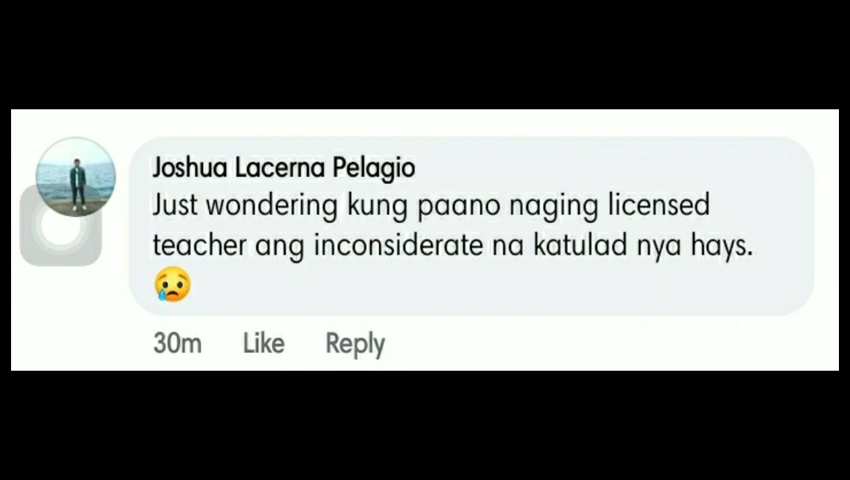 Joshua Lacerna Pelagio
Just wondering kung paano naging licensed
teacher ang inconsiderate na katulad nya hays.
😢
30m Like Reply